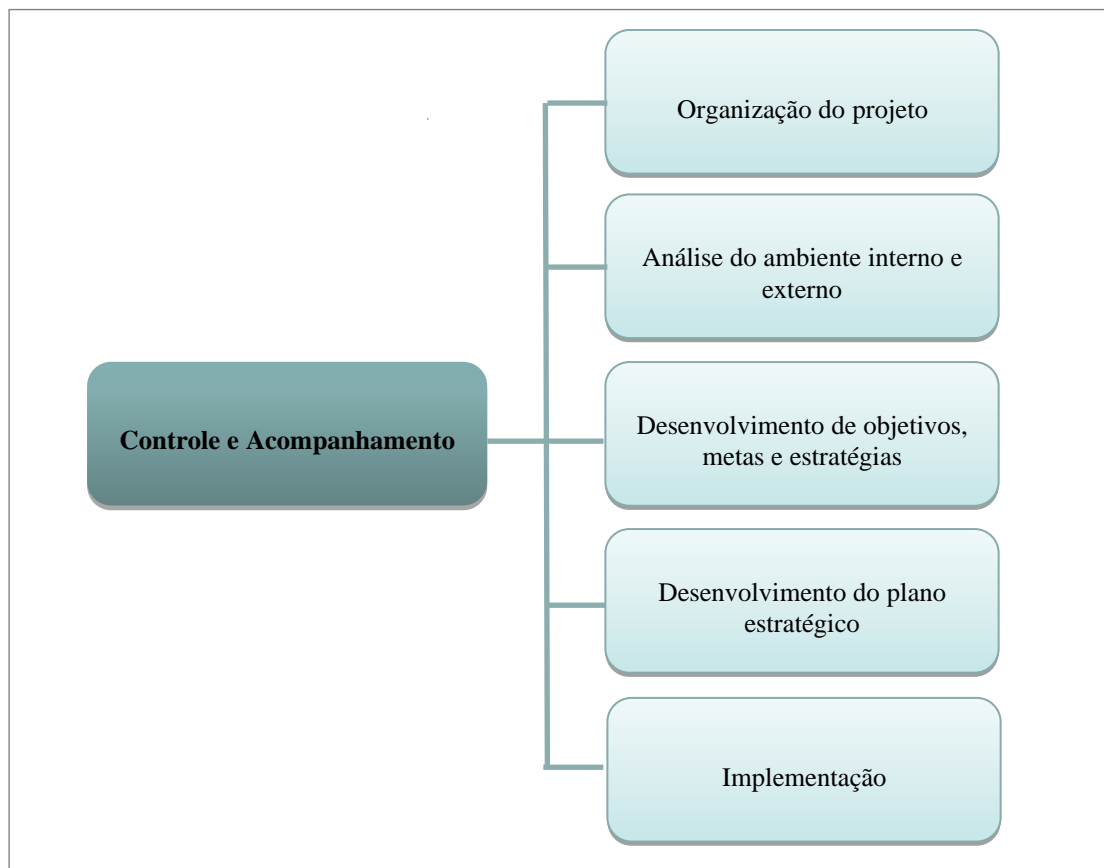 Organização do projeto
Análise do ambiente interno e
externo
Controle e Acompanhamento
Desenvolvimento de objetivos,
metas e estratégias
Desenvolvimento do plano
estratégico
Implementação